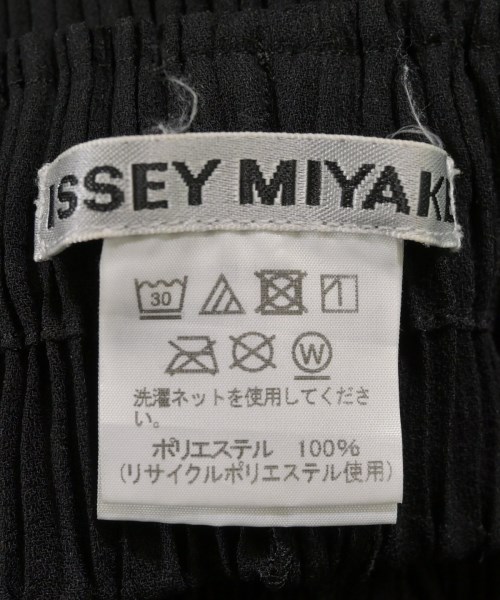 ISSEY MIYAKE
30
W
洗濯ネットを使用してくださ
い。
ポリエステル 100%
(リサイクルポリエステル使用)